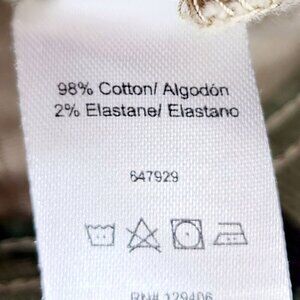 98% Cotton/ Algodón
2% Elastane/ Elastano
647929
RN# 129406